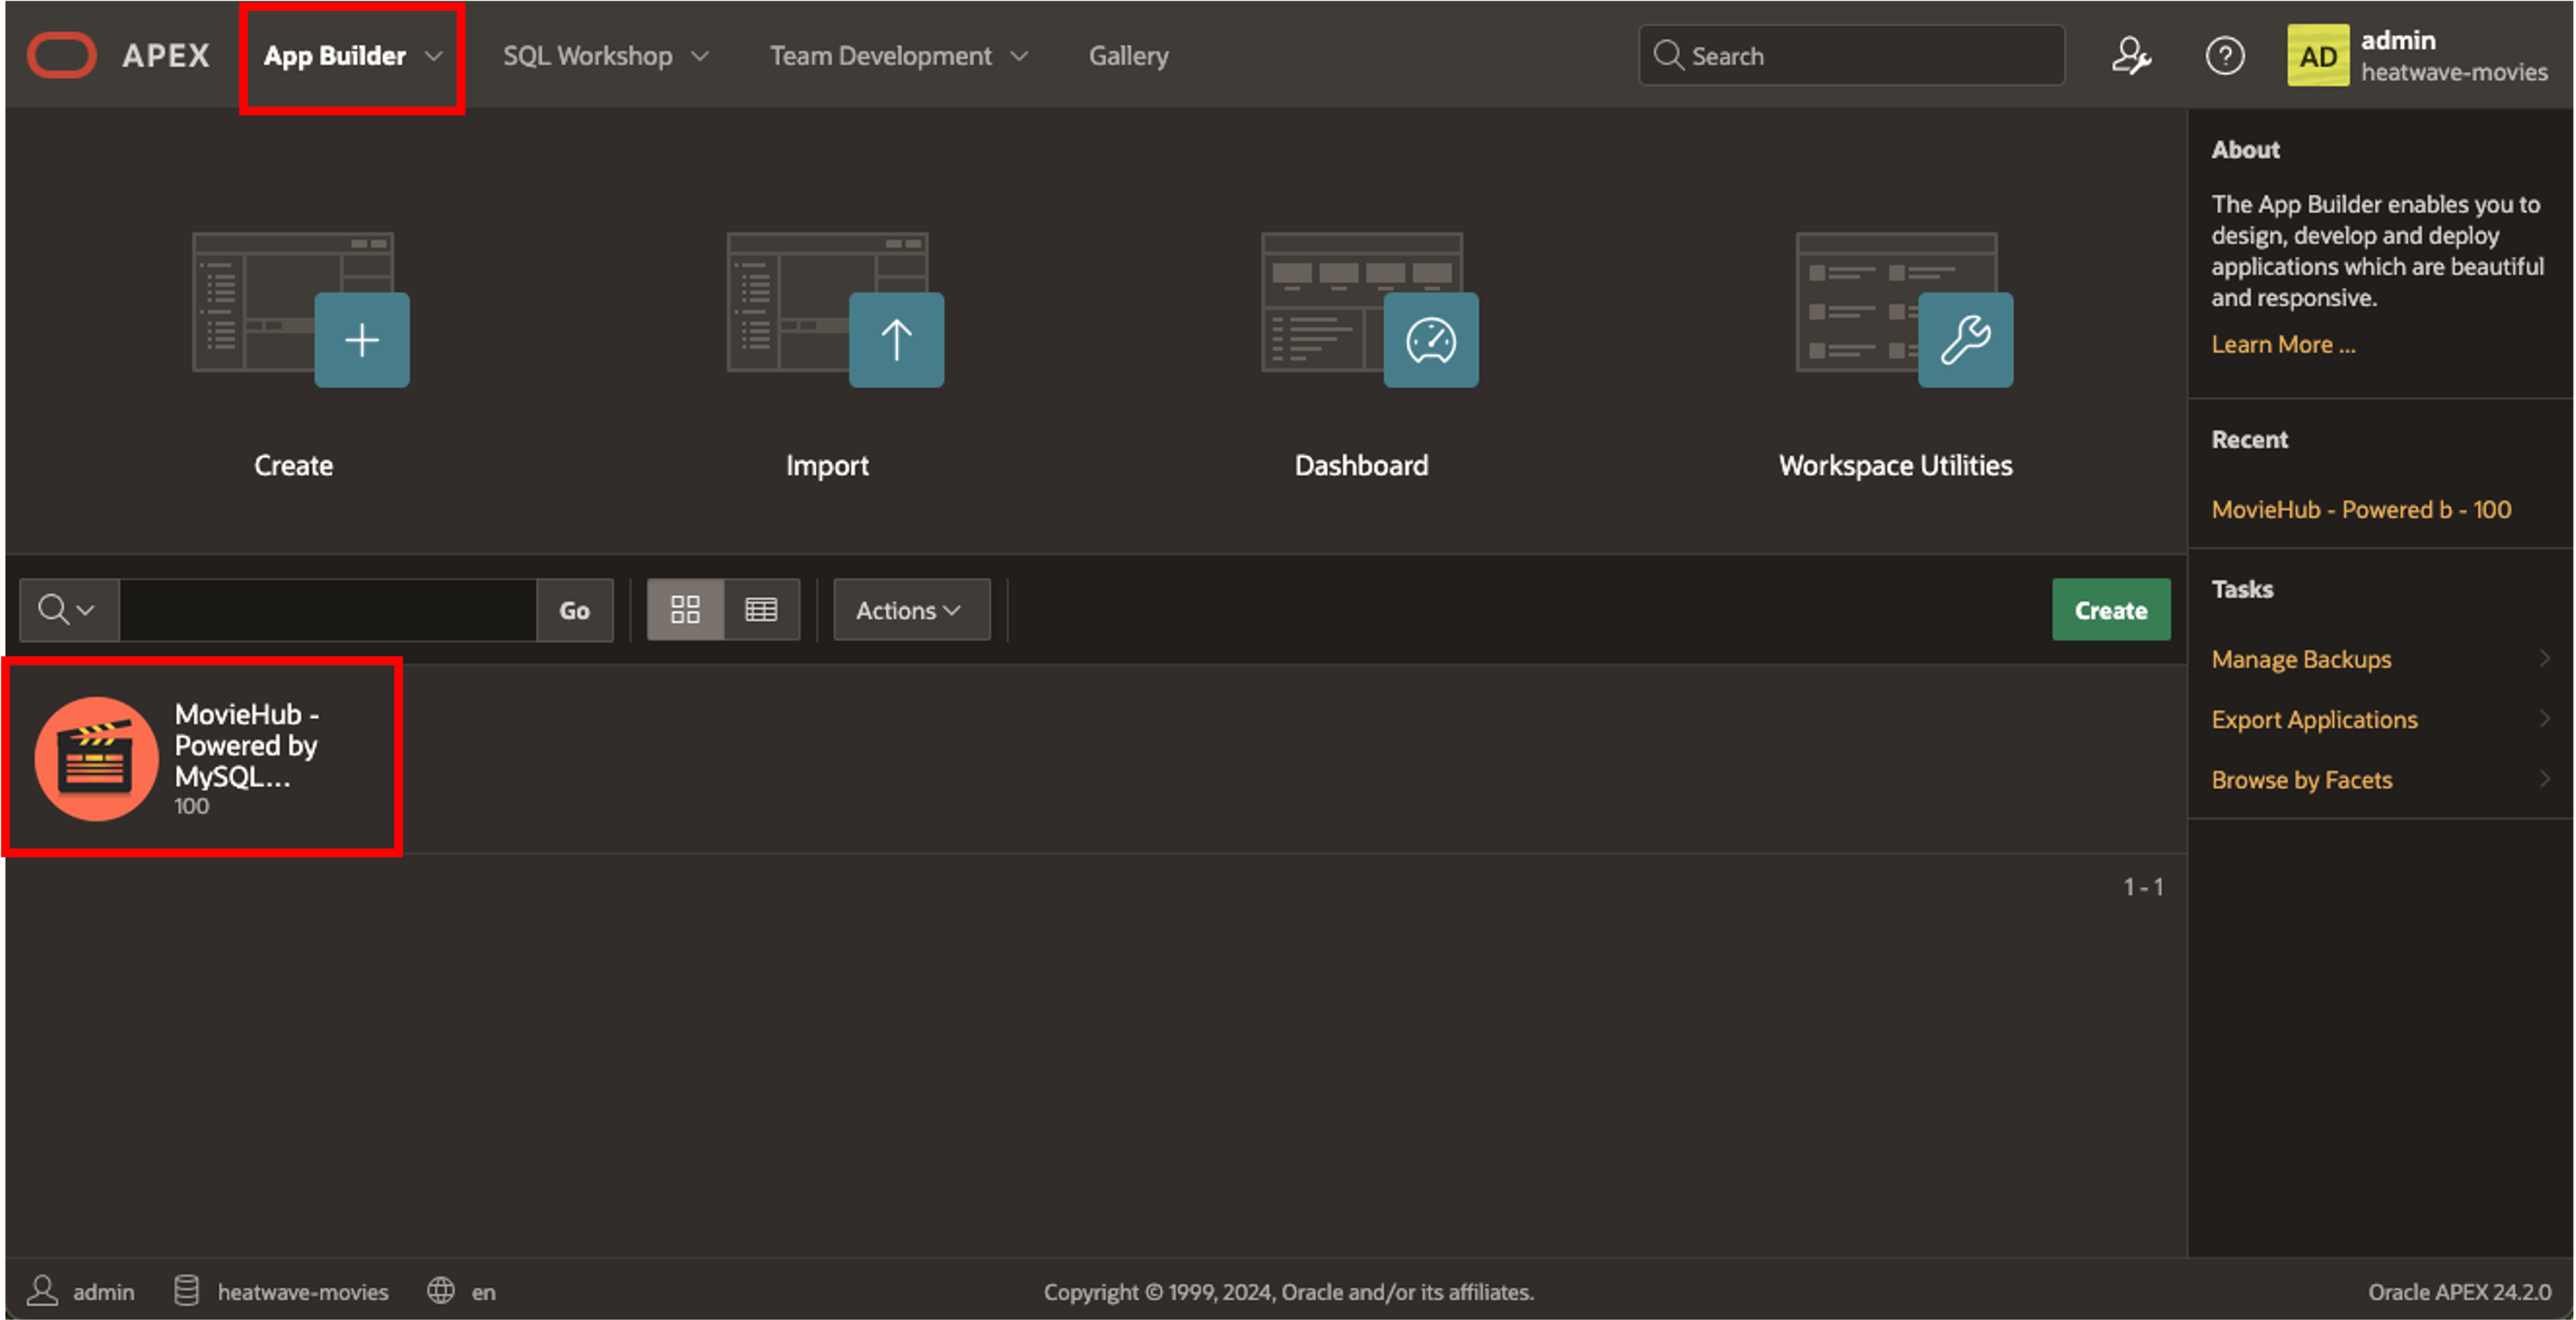 APEX
App Builder
SQL Workshop
Team Development
Gallery
Search
AD
admin
heatwave-movies
Create
Import
Dashboard
Workspace Utilities
Go
Actions
Create
MovieHub -
Powered by
MySQL...
100
1 - 1
About
The App Builder enables you to
design, develop and deploy
applications which are beautiful
and responsive.
Learn More ...
Recent
MovieHub - Powered b - 100
Tasks
Manage Backups
Export Applications
Browse by Facets
admin
heatwave-movies
en
Copyright © 1999, 2024, Oracle and/or its affiliates.
Oracle APEX 24.2.0